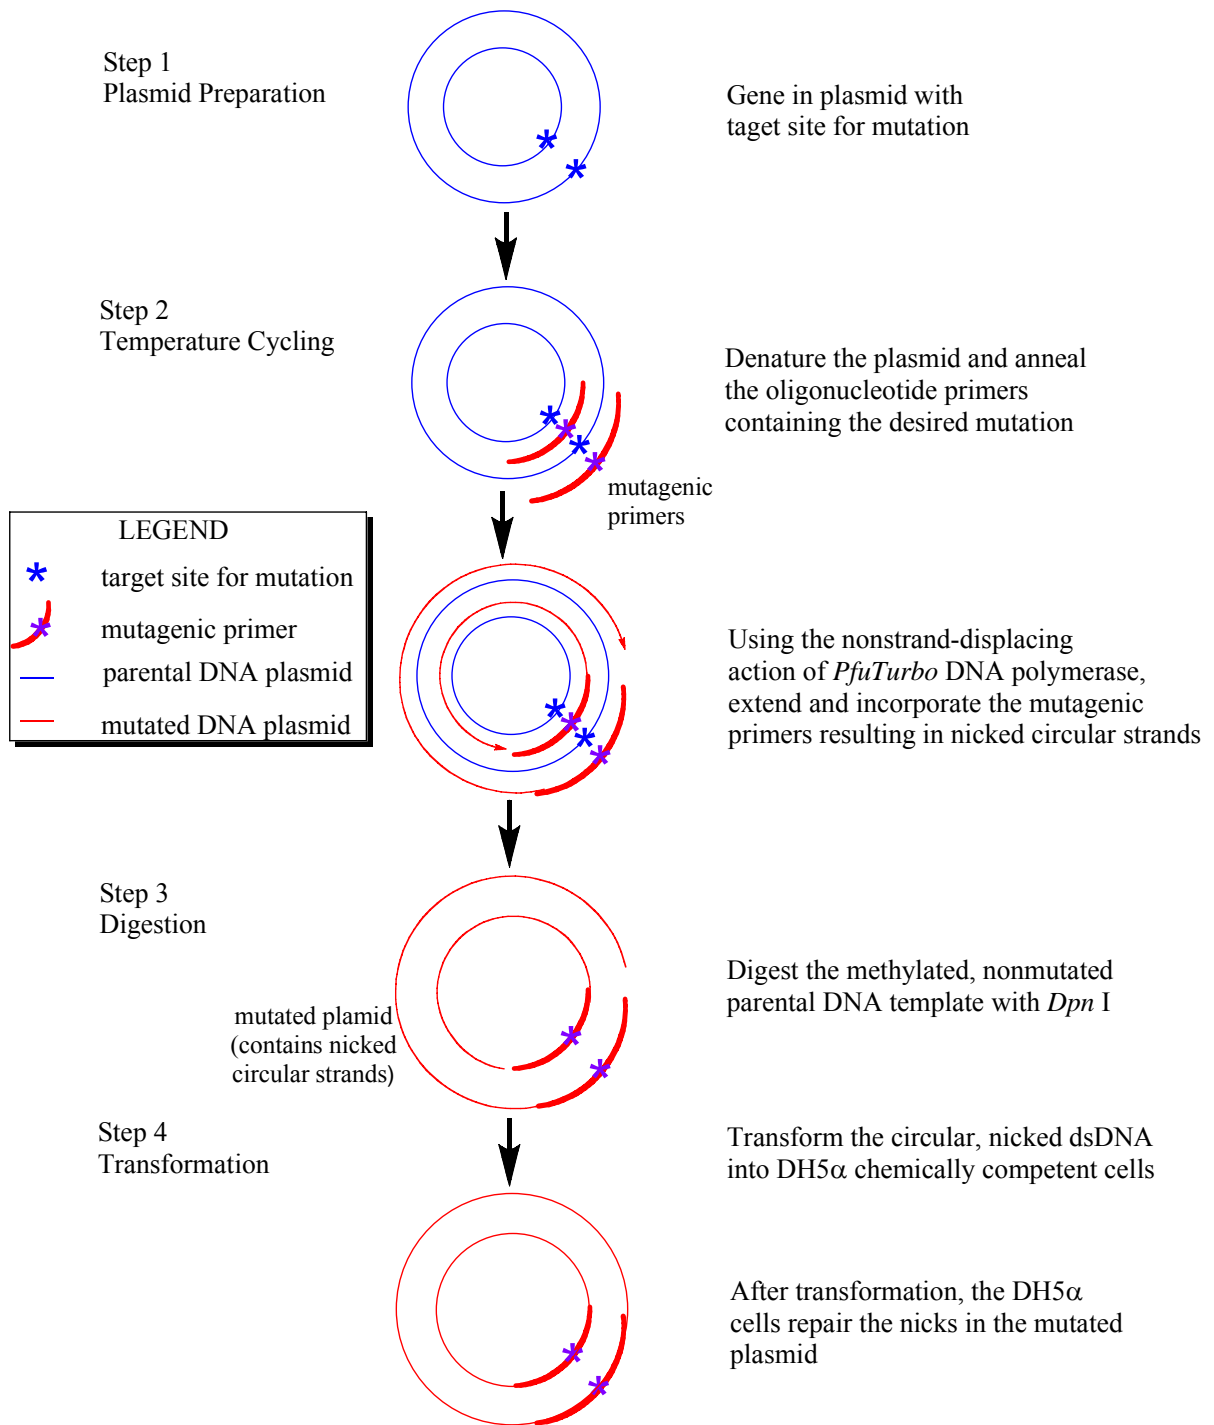 Step 1
Plasmid Preparation
Gene in plasmid with
taget site for mutation
Step 2
Temperature Cycling
Denature the plasmid and anneal
the oligonucleotide primers
containing the desired mutation
mutagenic
primers
LEGEND
target site for mutation
mutagenic primer
parental DNA plasmid
mutated DNA plasmid
Using the nonstrand-displacing
action of PfuTurbo DNA polymerase,
extend and incorporate the mutagenic
primers resulting in nicked circular strands
Step 3
Digestion
mutated plamid
(contains nicked
circular strands)
Digest the methylated, nonmutated
parental DNA template with Dpn I
Step 4
Transformation
Transform the circular, nicked dsDNA
into DH5α chemically competent cells
After transformation, the DH5α
cells repair the nicks in the mutated
plasmid